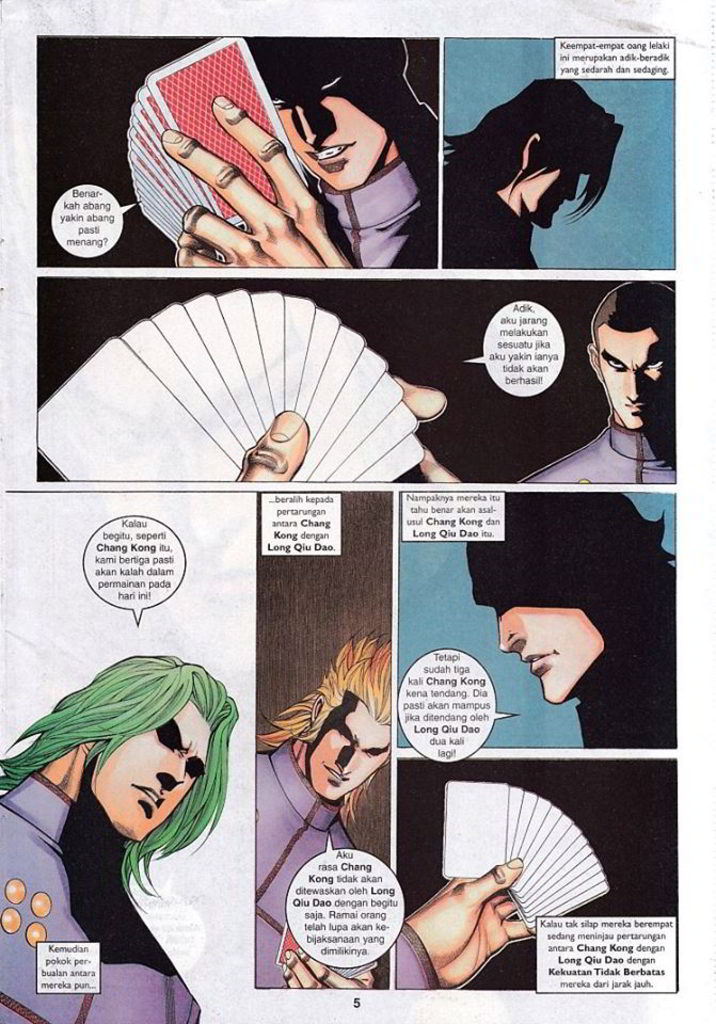 Benar-
kah abang
yakin abang
pasti
menang?
Keempat-empat oang lelaki
ini merupakan adik-beradik
yang sedarah dan sedaging.
Adik,
aku jarang
melakukan
sesuatu jika
aku yakin ianya
tidak akan
berhasil!
Kalau
begitu, seperti
Chang Kong itu,
kami bertiga pasti
akan kalah dalam
permainan pada
hari ini!
Kemudian
pokok per-
bualan antara
mereka pun...
...beralih kepada
pertarungan
antara Chang
Kong dengan
Long Qiu Dao.
Aku
rasa Chang
Kong tidak akan
ditewaskan oleh Long
Qiu Dao dengan begitu
saja. Ramai orang
telah lupa akan ke-
bijaksanaan yang
dimilikinya.
Nampaknya mereka itu
tahu benar akan asal-
usul Chang Kong dan
Long Qiu Dao itu.
Tetapi
sudah tiga
kali Chang Kong
kena tendang. Dia
pasti akan mampus
jika ditendang oleh
Long Qiu Dao
dua kali
lagi!
Kalau tak silap mereka berempat
sedang meninjau pertarungan
antara Chang Kong dengan
Long Qiu Dao dengan
Kekuatan Tidak Berbatas
mereka dari jarak jauh.
5